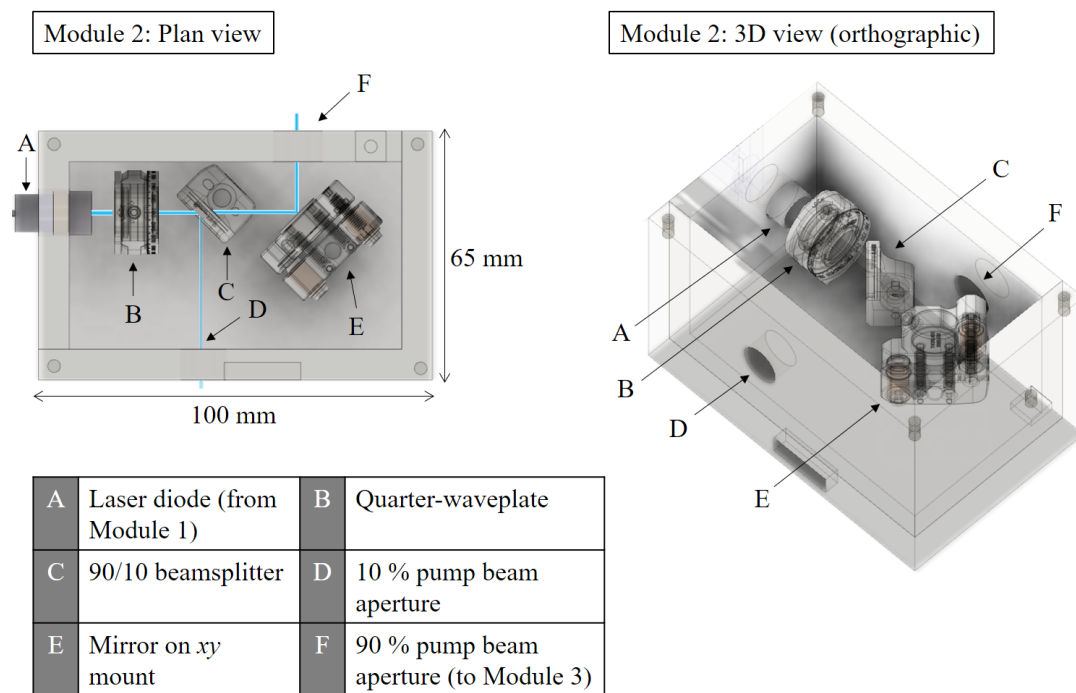 Module 2: Plan view
Module 2: 3D view (orthographic)
F
A
C
F
65 mm
C
D
B
E
A
B
D
100 mm
E
A
Laser diode (from
Module 1)
B
Quarter-waveplate
C
90/10 beamsplitter
D
10 % pump beam
aperture
E
Mirror on xy
mount
F
90 % pump beam
aperture (to Module 3)